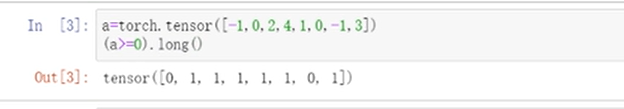 In [3]: a=torch.tensor([-1,0,2,4,1,0,-1,3])
(a>=0).long()
Out[3]: tensor([0, 1, 1, 1, 1, 1, 0, 1])